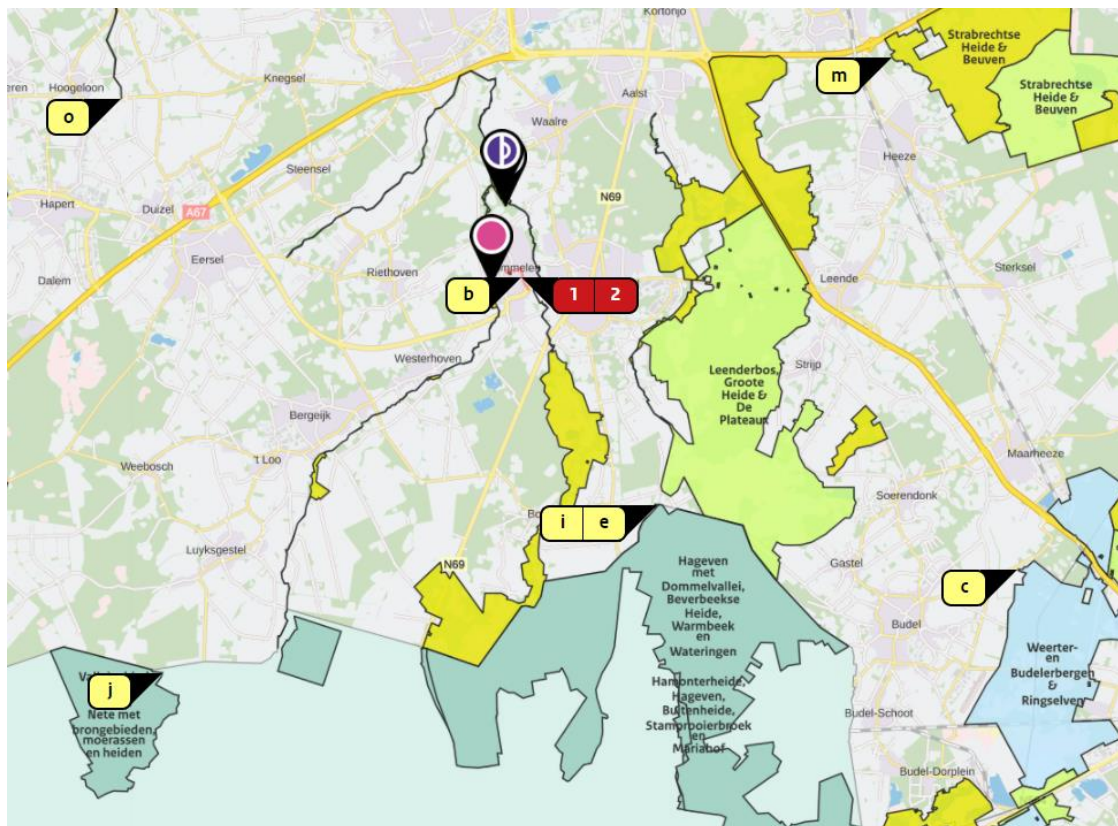 Kortonjo
Strabrechtse
Heide &
Beuven
Hoogeloon
Knegsel
m
Aalst
Strabrechtse
Heide &
Beuven
o
Waalre
Heeze
Steensel
N69
Hapert
Duizel
A67
Eersel
Riethoven
Leende
Sterksel
Dalem
b
1
2
Westerhoven
Leenderbos,
Groote
Heide &
De
Plateaux
Strijp
Bergeijk
Weebosch
't Loo
Maarheeze
Soerendonk
i
e
Luyksgestel
N69
Gastel
Hageven
met
Dommelvallei,
Beverbeekse
Heide,
Warmbeek
en
Wateringen
c
Budel
Weerter-
en
Budelerbergen
&
Ringselven
j
Nete met
brongebieden,
moerassen
en heiden
Hamonterheide,
Hageven,
Buitenheide,
Stamprooierbroek
en
Mariahof
Budel-Schoot
Budel-Dorplein